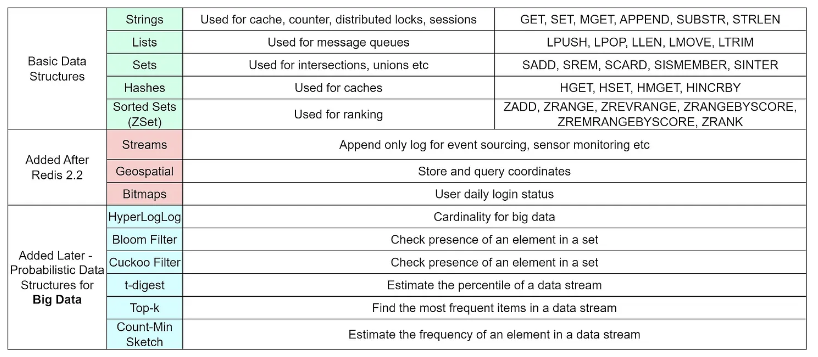 Basic Data
Structures
Strings
Used for cache, counter, distributed locks, sessions
GET, SET, MGET, APPEND, SUBSTR, STRLEN
Lists
Used for message queues
LPUSH, LPOP, LLEN, LMOVE, LTRIM
Sets
Used for intersections, unions etc
SADD, SREM, SCARD, SISMEMBER, SINTER
Hashes
Used for caches
HGET, HSET, HMGET, HINCRBY
Sorted Sets
(ZSet)
Used for ranking
ZADD, ZRANGE, ZREVRANGE, ZRANGEBYSCORE,
ZREMRANGEBYSCORE, ZRANK
Added After
Redis 2.2
Streams
Append only log for event sourcing, sensor monitoring etc
Geospatial
Store and query coordinates
Bitmaps
User daily login status
Added Later -
Probabilistic Data
Structures for
Big Data
HyperLogLog
Cardinality for big data
Bloom Filter
Check presence of an element in a set
Cuckoo Filter
Check presence of an element in a set
t-digest
Estimate the percentile of a data stream
Top-k
Find the most frequent items in a data stream
Count-Min
Sketch
Estimate the frequency of an element in a data stream